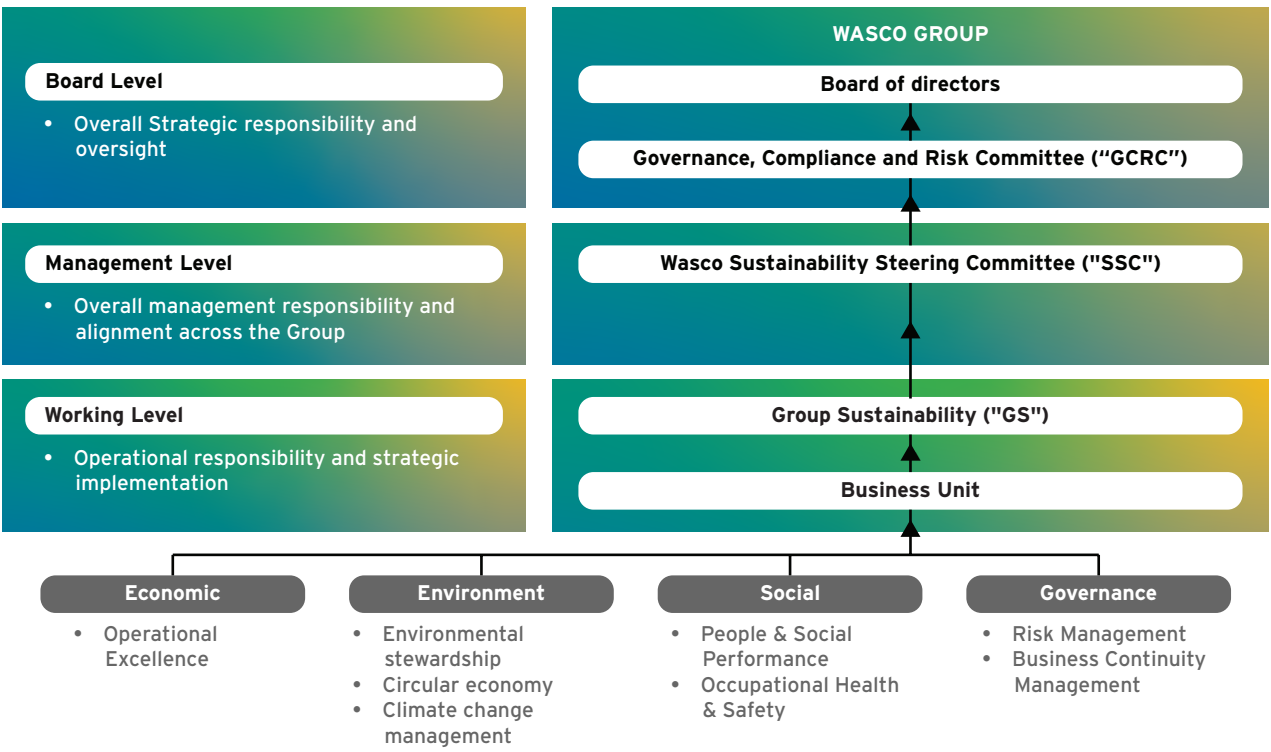 Board Level
• Overall Strategic responsibility and
oversight
WASCO GROUP
Board of directors
Governance, Compliance and Risk Committee (“GCRC”)
Management Level
• Overall management responsibility and
alignment across the Group
Wasco Sustainability Steering Committee ("SSC")
Working Level
• Operational responsibility and strategic
implementation
Group Sustainability ("GS")
Business Unit
Economic
• Operational
Excellence
Environment
• Environmental
stewardship
• Circular economy
• Climate change
management
Social
• People & Social
Performance
• Occupational Health
& Safety
Governance
• Risk Management
• Business Continuity
Management